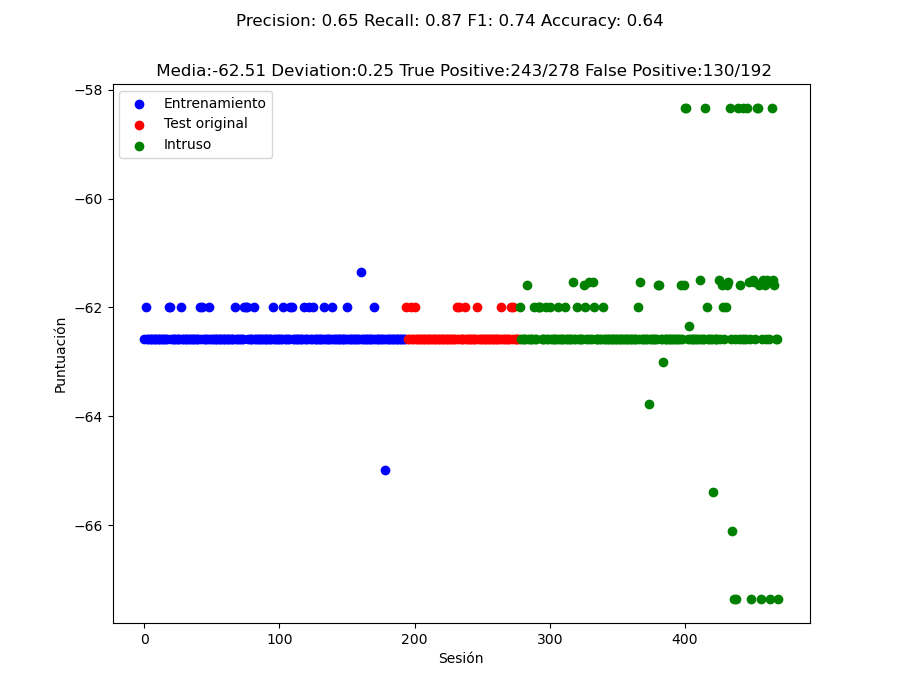 Precision: 0.65 Recall: 0.87 F1: 0.74 Accuracy: 0.64
Media:-62.51 Deviation:0.25 True Positive:243/278 False Positive:130/192
Entrenamiento
Test original
Intruso
−58
−60
−62
−64
−66
Puntuación
0 100 200 300 400
Sesión